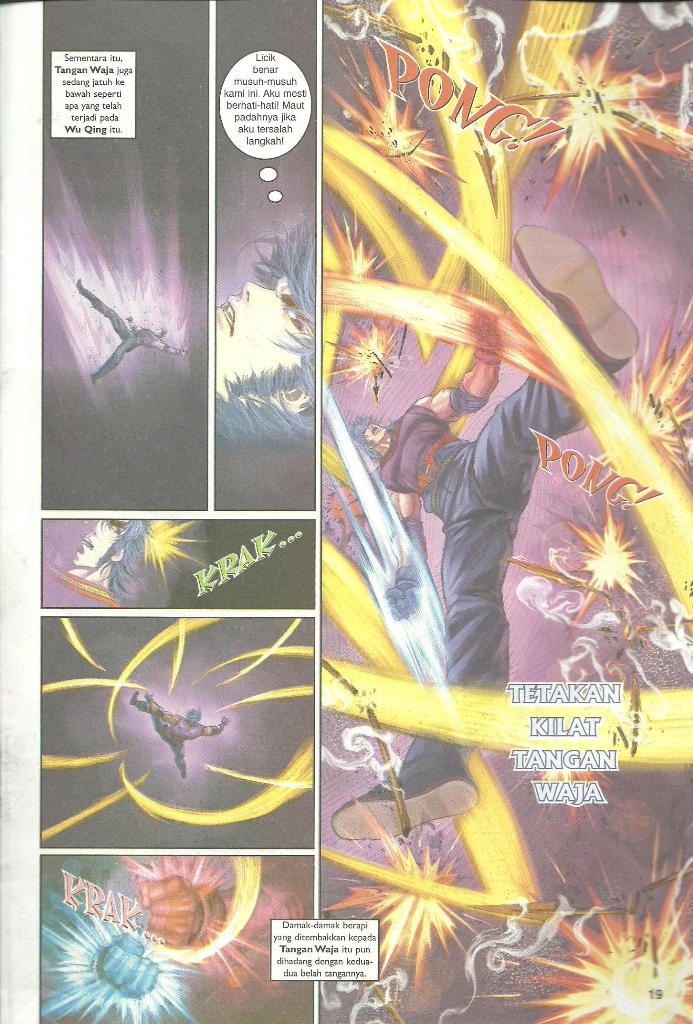 Sementara itu,
Tangan Waja juga
sedang jatuh ke
bawah seperti
apa yang telah
terjadi pada
Wu Qing itu.
Licik
benar
musuh-musuh
kami ini. Aku mesti
berhati-hati! Maut
padahnya jika
aku tersalah
langkah!
KRAK...
KRAK...
Damak-damak berapi
yang ditembakkan kepada
Tangan Waja itu pun
dihadang dengan kedua-
dua belah tangannya.
PONG!
PONG!
TETAKAN
KILAT
TANGAN
WAJA
19